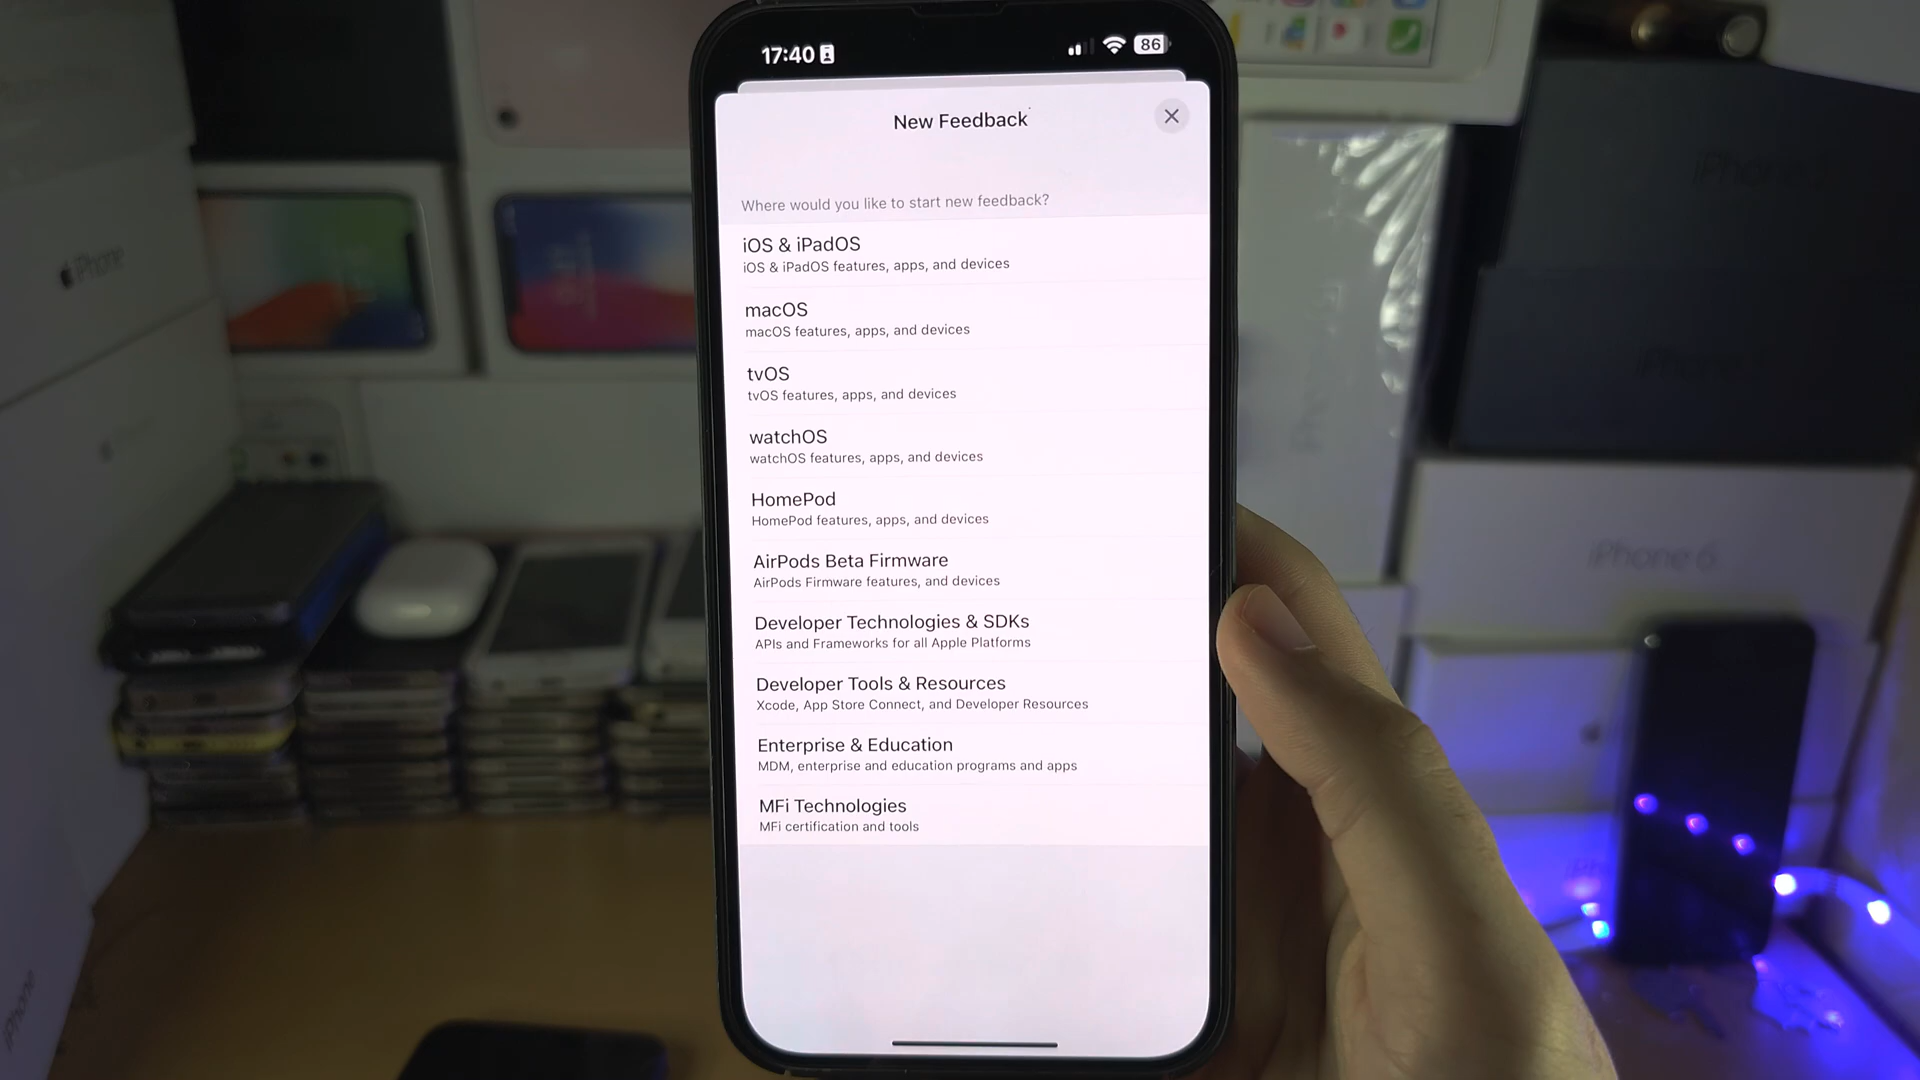 17:40
86
New Feedback
Where would you like to start new feedback?
iOS & iPadOS
iOS & iPadOS features, apps, and devices
macOS
macOS features, apps, and devices
tvOS
tvOS features, apps, and devices
watchOS
watchOS features, apps, and devices
HomePod
HomePod features, apps, and devices
AirPods Beta Firmware
AirPods Firmware features, and devices
Developer Technologies & SDKs
APIs and Frameworks for all Apple Platforms
Developer Tools & Resources
Xcode, App Store Connect, and Developer Resources
Enterprise & Education
MDM, enterprise and education programs and apps
MFi Technologies
MFi certification and tools
iPhone
iPhone 6
iPhone